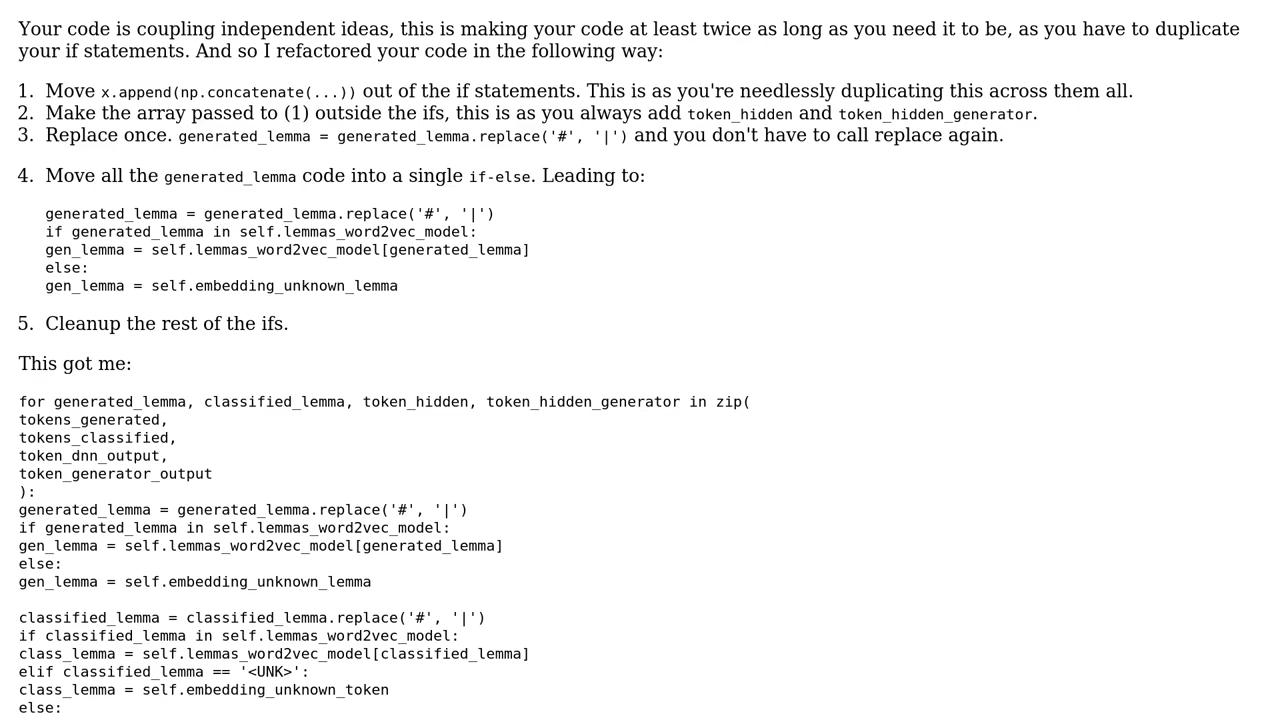 Your code is coupling independent ideas, this is making your code at least twice as long as you need it to be, as you have to duplicate
your if statements. And so I refactored your code in the following way:
1. Move x.append(np.concatenate(...)) out of the if statements. This is as you're needlessly duplicating this across them all.
2. Make the array passed to (1) outside the ifs, this is as you always add token_hidden and token_hidden_generator.
3. Replace once. generated_lemma = generated_lemma.replace('#', '|') and you don't have to call replace again.
4. Move all the generated_lemma code into a single if-else. Leading to:
generated_lemma = generated_lemma.replace('#', '|')
if generated_lemma in self.lemmas_word2vec_model:
gen_lemma = self.lemmas_word2vec_model[generated_lemma]
else:
gen_lemma = self.embedding_unknown_lemma
5. Cleanup the rest of the ifs.
This got me:
for generated_lemma, classified_lemma, token_hidden, token_hidden_generator in zip(
tokens_generated,
tokens_classified,
token_dnn_output,
token_generator_output
):
generated_lemma = generated_lemma.replace('#', '|')
if generated_lemma in self.lemmas_word2vec_model:
gen_lemma = self.lemmas_word2vec_model[generated_lemma]
else:
gen_lemma = self.embedding_unknown_lemma
classified_lemma = classified_lemma.replace('#', '|')
if classified_lemma in self.lemmas_word2vec_model:
class_lemma = self.lemmas_word2vec_model[classified_lemma]
elif classified_lemma == '<UNK>':
class_lemma = self.embedding_unknown_token
else: